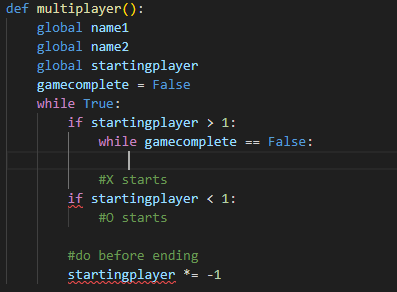 def multiplayer():
    global name1
    global name2
    global startingplayer
    gamecomplete = False
    while True:
        if startingplayer > 1:
            while gamecomplete == False:
            #X starts
        if startingplayer < 1:
            #O starts
        #do before ending
        startingplayer *= -1